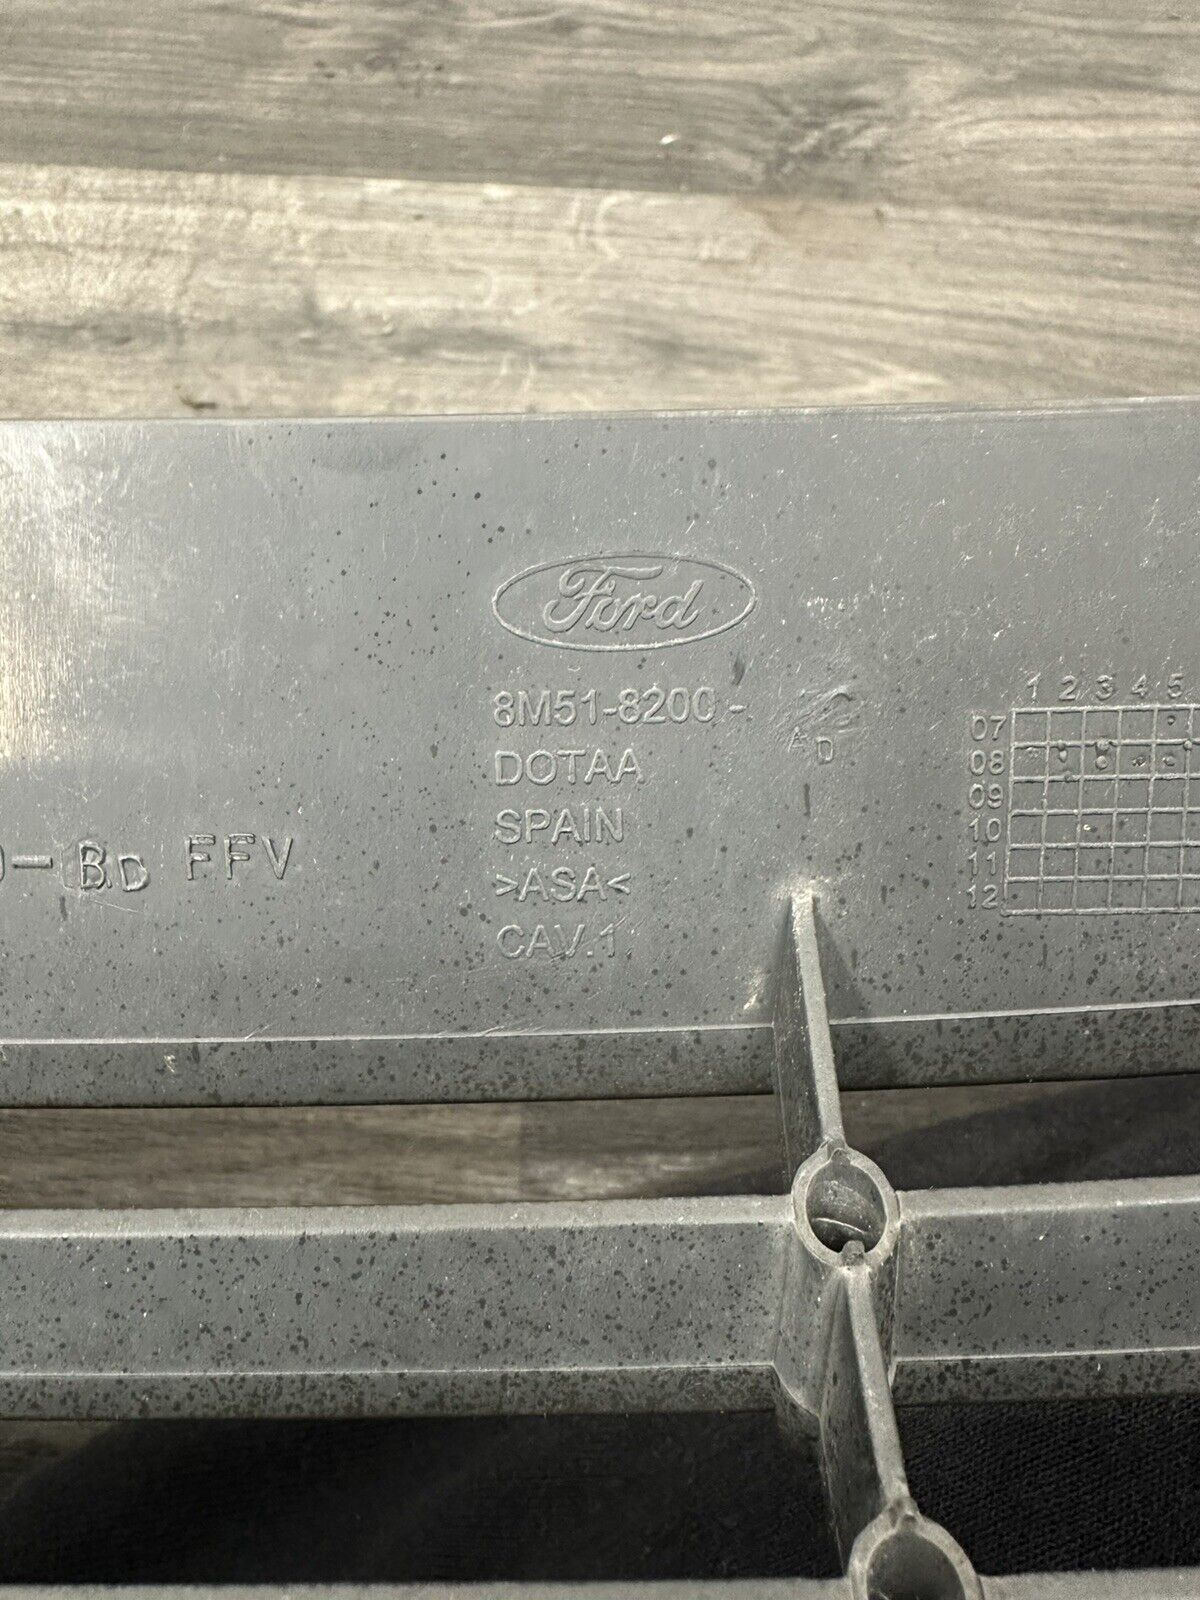 Ford
8M51-8200-
A D
DOTAA
SPAIN
>ASA<
CAV.1
-BD FFV
1 2 3 4 5
07
08
09
10
11
12